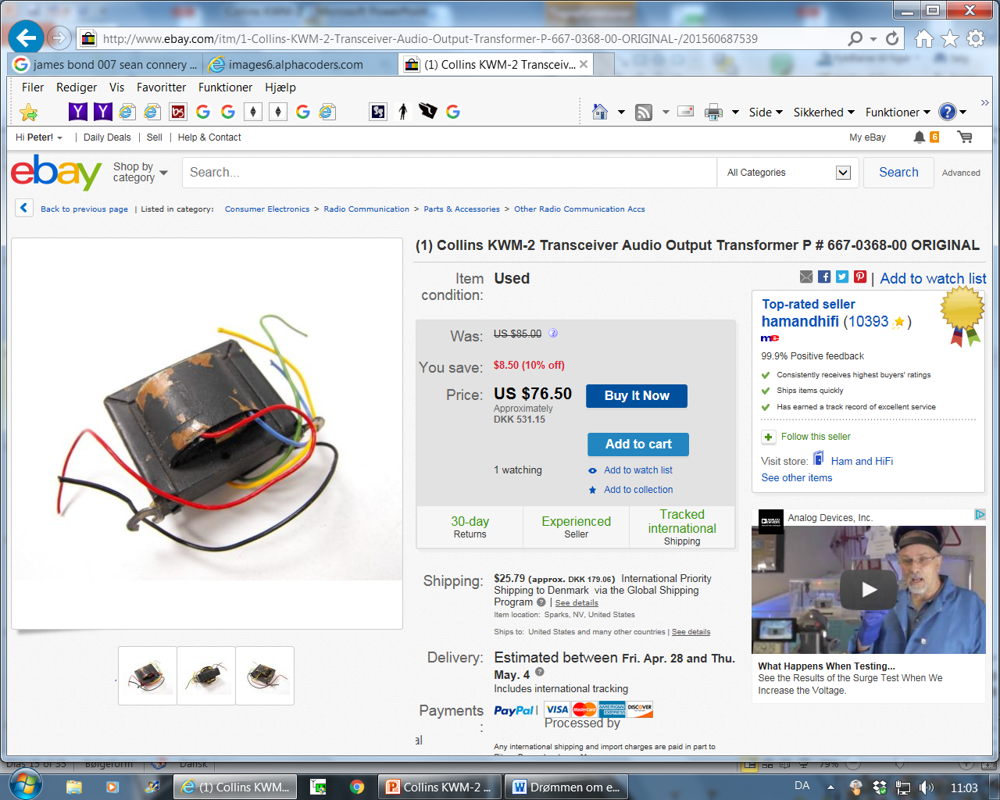 http://www.ebay.com/itm/1-Collins-KWM-2-Transceiver-Audio-Output-Transformer-P-667-0368-00-ORIGINAL-/201560687539
james bond 007 sean connery ...
images6.alphacoders.com
(1) Collins KWM-2 Transceiv...
Filer Rediger Vis Favoritter Funktioner Hjælp
Side Sikkerhed Funktioner
Hi Peter! | Daily Deals | Sell | Help & Contact
My eBay 6
ebay
Shop by
category
Search...
All Categories
Search
Advanced
Back to previous page | Listed in category: Consumer Electronics > Radio Communication > Parts & Accessories > Other Radio Communication Accs
(1) Collins KWM-2 Transceiver Audio Output Transformer P # 667-0368-00 ORIGINAL
Item
condition:
Used
| Add to watch list
Was: US $85.00
You save: $8.50 (10% off)
Price: US $76.50
Approximately
DKK 531.15
Buy It Now
Add to cart
1 watching
Add to watch list
Add to collection
30-day
Returns
Experienced
Seller
Tracked
international
Shipping
Top-rated seller
hamandhifi (10393 )
me
99.9% Positive feedback
Consistently receives highest buyers' ratings
Ships items quickly
Has earned a track record of excellent service
Follow this seller
Visit store: Ham and HiFi
See other items
Analog Devices, Inc.
ANALOG
DEVICES
What Happens When Testing...
See the Results of the Surge Test When We
Increase the Voltage.
Shipping: $25.79 (approx. DKK 179.06) International Priority
Shipping to Denmark via the Global Shipping
Program | See details
Item location: Sparks, NV, United States
Ships to: United States and many other countries | See details
Delivery: Estimated between Fri. Apr. 28 and Thu.
May. 4
Includes international tracking
Payments
:
PayPal | VISA MasterCard AMERICAN EXPRESS DISCOVER
Processed by
al
Any international shipping and import charges are paid in part to
Dias 15 of 35 Bølgeform Dansk
79%
(1) Collins KWM...
Collins KWM-2 ...
Drømmen om e...
DA
11:03